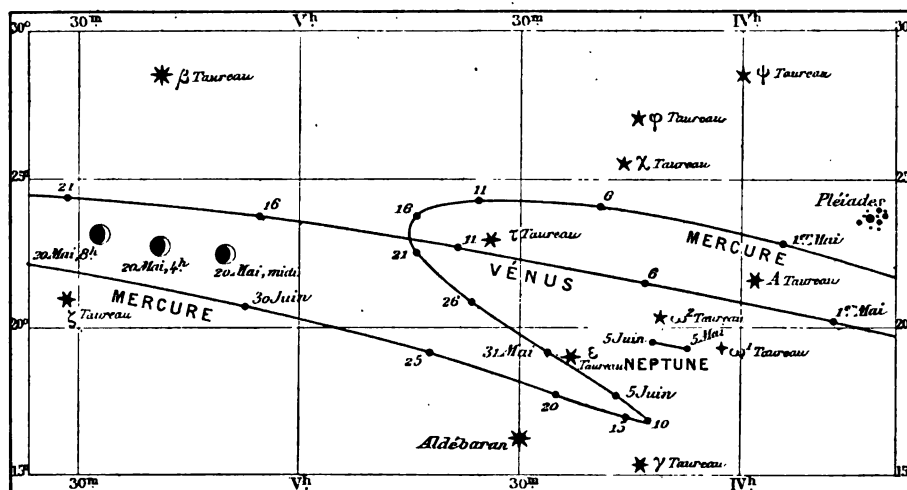 30° 30ᵐ Vʰ 30ᵐ IVʰ 30
β Taureau
ψ Taureau
φ Taureau
χ Taureau
25° 25
21 16 16 11 6
Pléiades
1er Mai
MERCURE
τ Taureau
21 11
VÉNUS
6
A Taureau
20 Mai, 8h
20 Mai, 4h
20 Mai, midi
30 Juin
26
1er Mai
ζ Taureau
MERCURE
20° 20
ω² Taureau
5 Juin 5 Mai
ω¹ Taureau
NEPTUNE
25
31 Mai
ε Taureau
5 Juin
20 15 10
Aldébaran
γ Taureau
15° 15
30ᵐ Vʰ 30ᵐ IVʰ